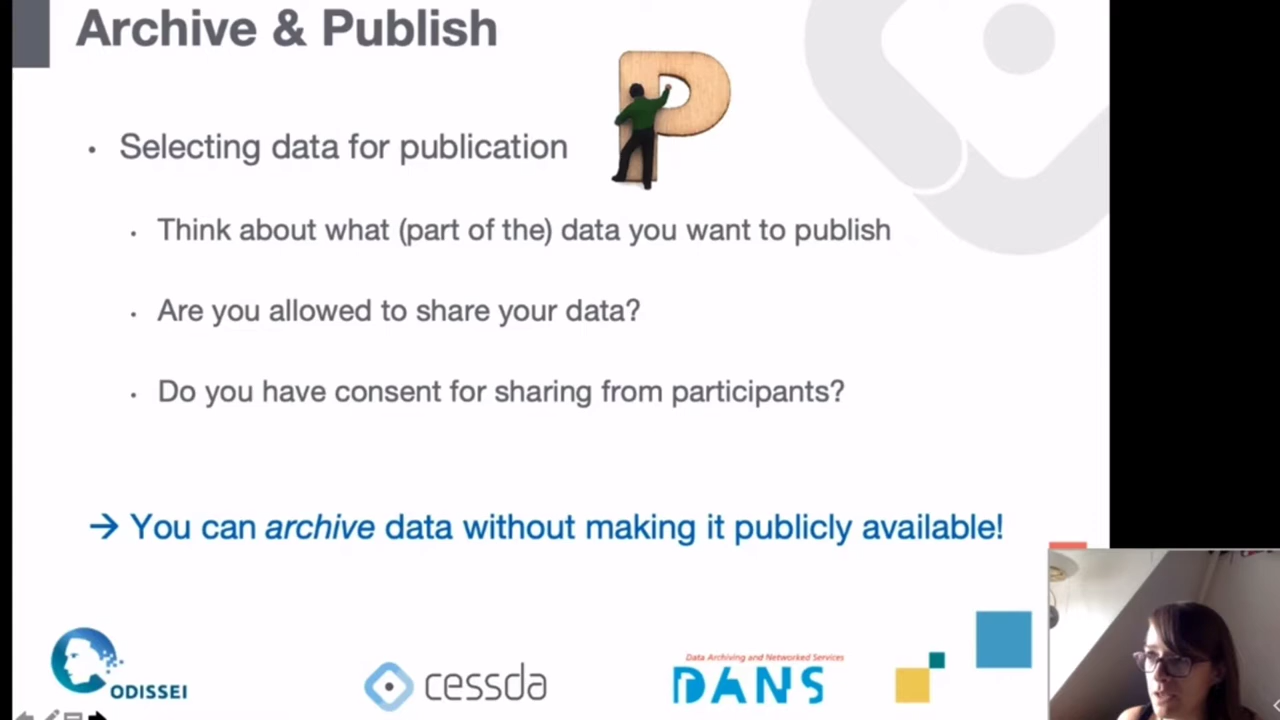 Archive & Publish
P
• Selecting data for publication
• Think about what (part of the) data you want to publish
• Are you allowed to share your data?
• Do you have consent for sharing from participants?
→ You can archive data without making it publicly available!
ODISSEI
cessda
Data Archiving and Networked Services
DANS